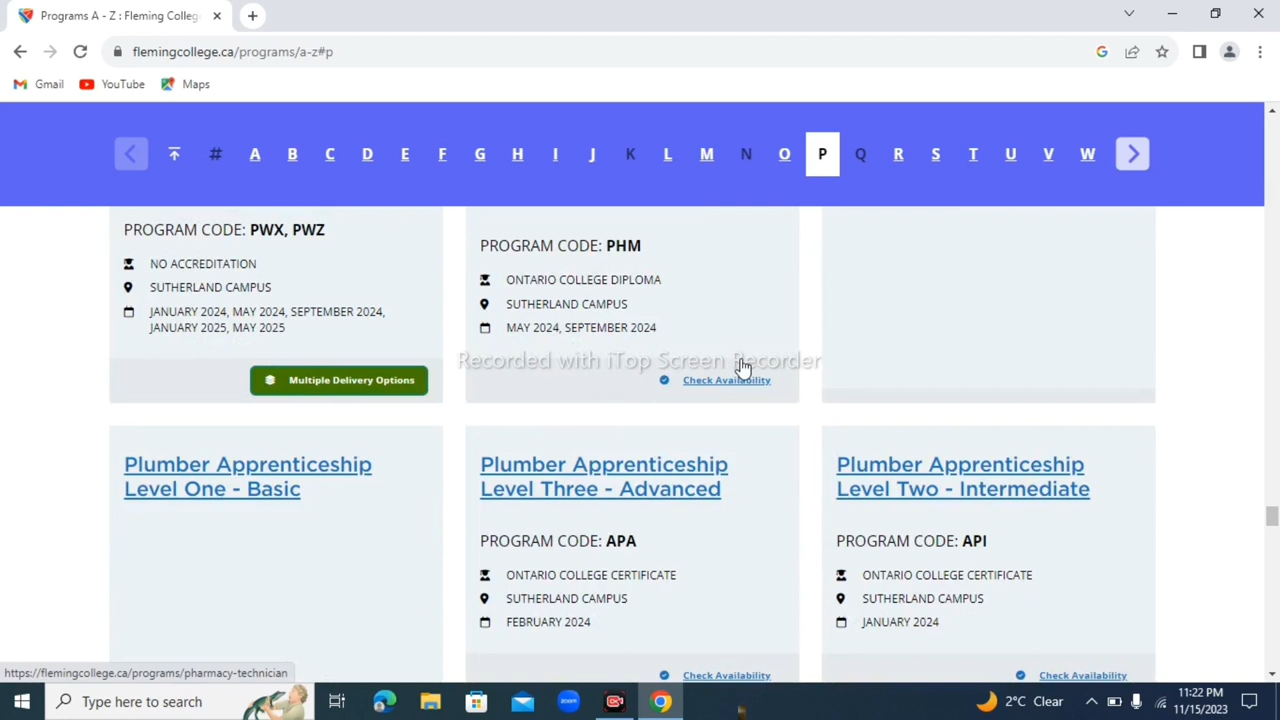 Programs A - Z : Fleming Colleg
flemingcollege.ca/programs/a-z#p
Gmail
YouTube
Maps
# A B C D E F G H I J K L M N O P Q R S T U V W
PROGRAM CODE: PWX, PWZ
NO ACCREDITATION
SUTHERLAND CAMPUS
JANUARY 2024, MAY 2024, SEPTEMBER 2024,
JANUARY 2025, MAY 2025
Multiple Delivery Options
PROGRAM CODE: PHM
ONTARIO COLLEGE DIPLOMA
SUTHERLAND CAMPUS
MAY 2024, SEPTEMBER 2024
Check Availability
Recorded with iTop Screen Recorder
Plumber Apprenticeship
Level One - Basic
Plumber Apprenticeship
Level Three - Advanced
PROGRAM CODE: APA
ONTARIO COLLEGE CERTIFICATE
SUTHERLAND CAMPUS
FEBRUARY 2024
Check Availability
Plumber Apprenticeship
Level Two - Intermediate
PROGRAM CODE: API
ONTARIO COLLEGE CERTIFICATE
SUTHERLAND CAMPUS
JANUARY 2024
Check Availability
https://flemingcollege.ca/programs/pharmacy-technician
Type here to search
zoom
2°C Clear
11:22 PM
11/15/2023